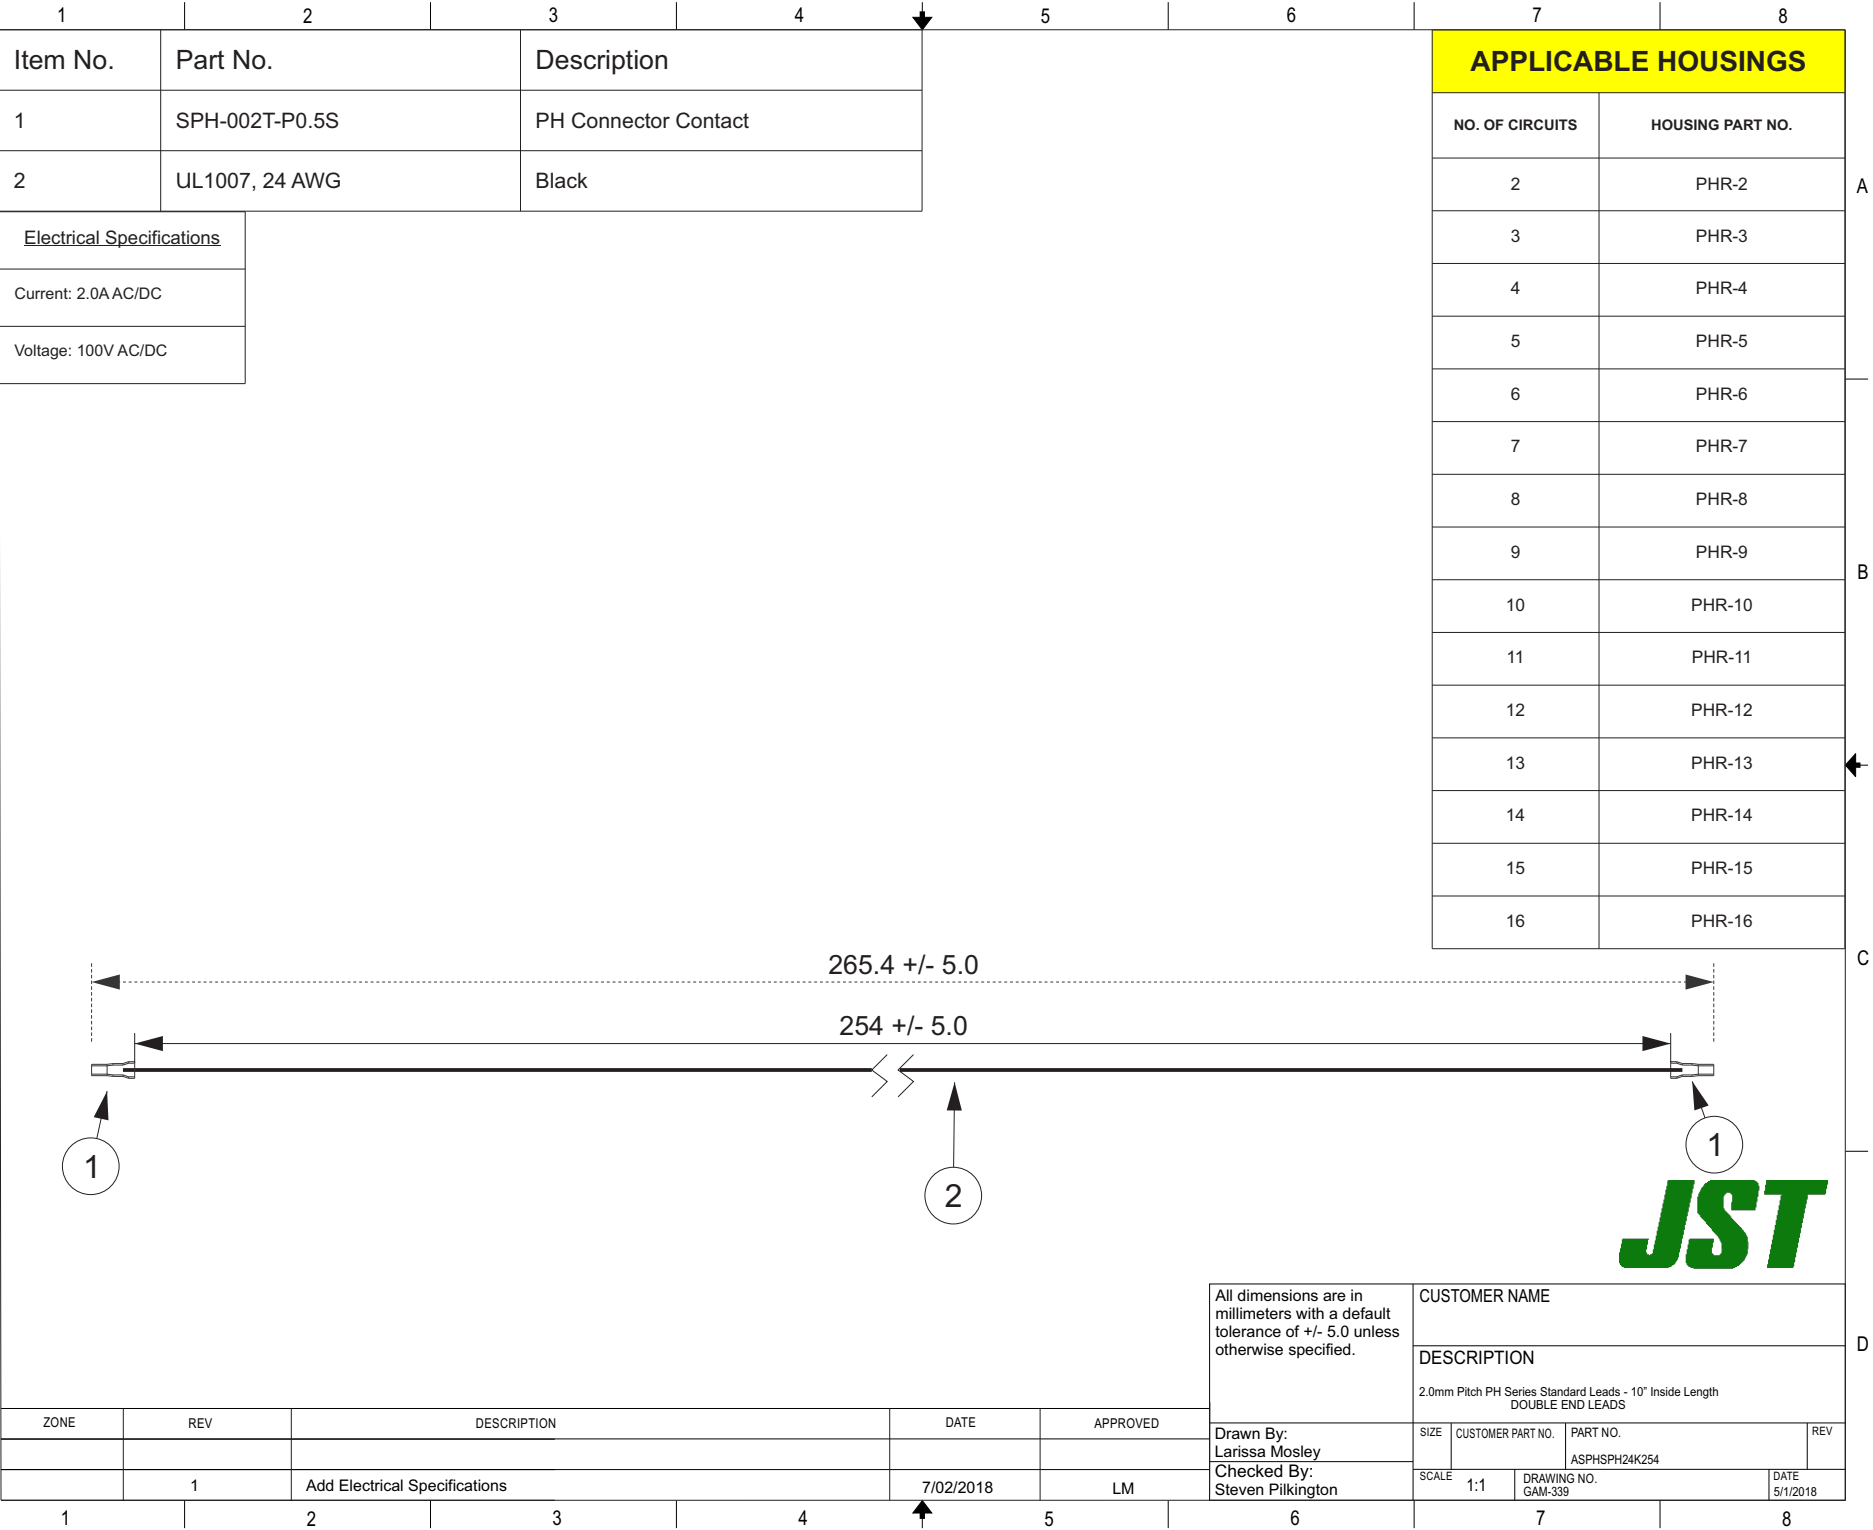 1 2 3 4 5 6 7 8
Item No. Part No. Description
1 SPH-002T-P0.5S PH Connector Contact
2 UL1007, 24 AWG Black
Electrical Specifications
Current: 2.0A AC/DC
Voltage: 100V AC/DC
APPLICABLE HOUSINGS
NO. OF CIRCUITS HOUSING PART NO.
2 PHR-2
3 PHR-3
4 PHR-4
5 PHR-5
6 PHR-6
7 PHR-7
8 PHR-8
9 PHR-9
10 PHR-10
11 PHR-11
12 PHR-12
13 PHR-13
14 PHR-14
15 PHR-15
16 PHR-16
A
B
C
D
265.4 +/- 5.0
254 +/- 5.0
1
2
1
JST
All dimensions are in
millimeters with a default
tolerance of +/- 5.0 unless
otherwise specified.
CUSTOMER NAME
DESCRIPTION
2.0mm Pitch PH Series Standard Leads - 10" Inside Length
DOUBLE END LEADS
Drawn By:
Larissa Mosley
Checked By:
Steven Pilkington
SIZE CUSTOMER PART NO. PART NO. REV
ASPHSPH24K254
SCALE 1:1 DRAWING NO. DATE
GAM-339 5/1/2018
ZONE REV DESCRIPTION DATE APPROVED
1 Add Electrical Specifications 7/02/2018 LM
1 2 3 4 5 6 7 8